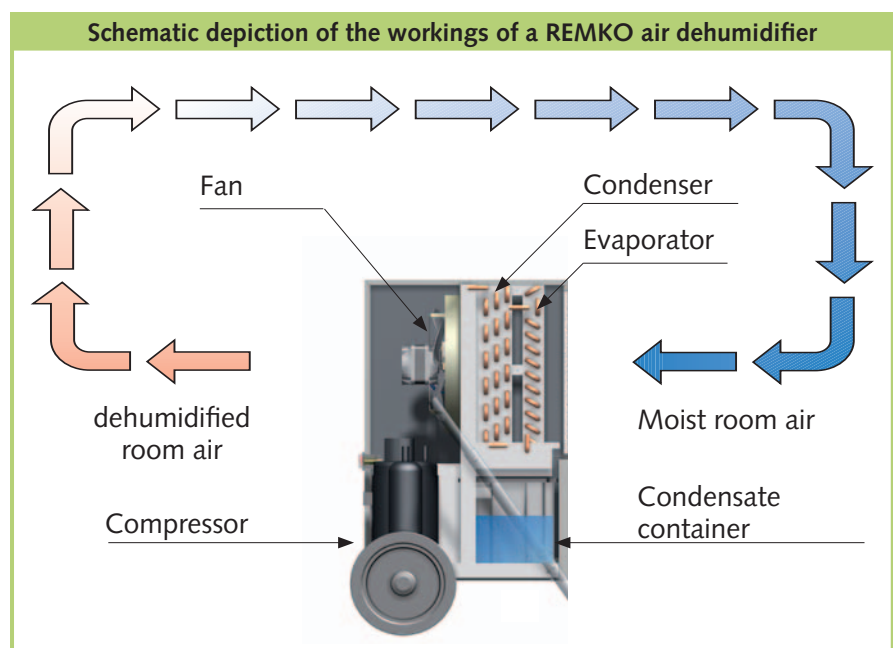 Schematic depiction of the workings of a REMKO air dehumidifier
Fan
Condenser
Evaporator
dehumidified
room air
Moist room air
Compressor
Condensate
container